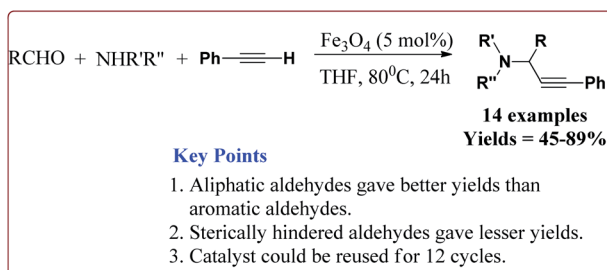 Fe₃O₄ (5 mol%)
RCHO + NHR'R" + Ph H
THF, 80⁰C, 24h
R' R
N
R"
Ph
14 examples
Yields = 45-89%
Key Points
1. Aliphatic aldehydes gave better yields than
aromatic aldehydes.
2. Sterically hindered aldehydes gave lesser yields.
3. Catalyst could be reused for 12 cycles.